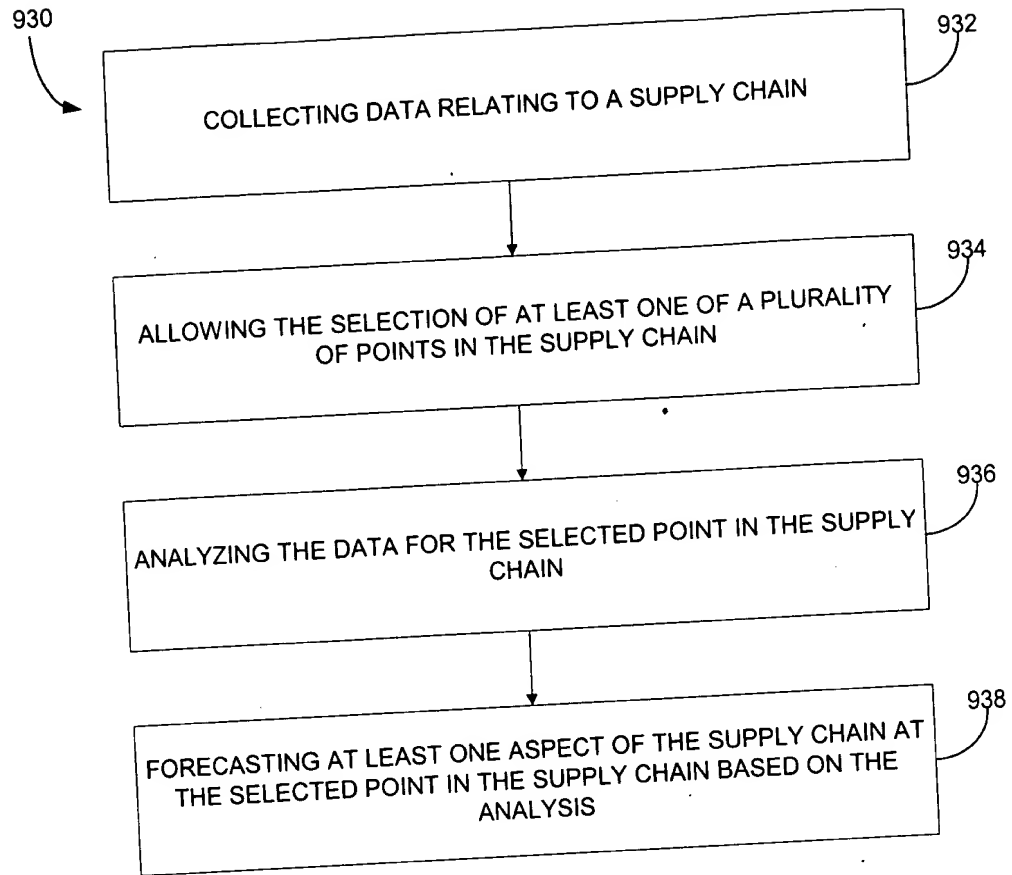 930
932
COLLECTING DATA RELATING TO A SUPPLY CHAIN
934
ALLOWING THE SELECTION OF AT LEAST ONE OF A PLURALITY
OF POINTS IN THE SUPPLY CHAIN
936
ANALYZING THE DATA FOR THE SELECTED POINT IN THE SUPPLY
CHAIN
938
FORECASTING AT LEAST ONE ASPECT OF THE SUPPLY CHAIN AT
THE SELECTED POINT IN THE SUPPLY CHAIN BASED ON THE
ANALYSIS